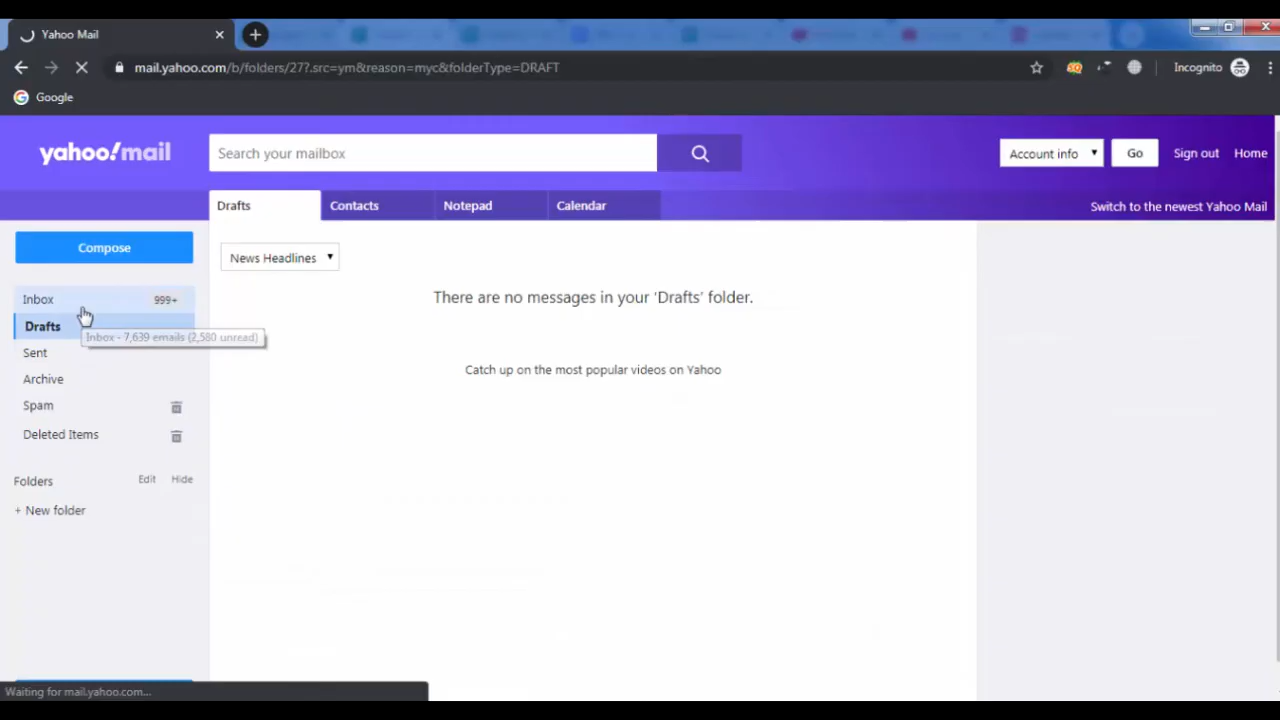 Yahoo Mail
mail.yahoo.com/b/folders/27?.src=ym&reason=myc&folderType=DRAFT
Incognito
Google
yahoo!mail
Search your mailbox
Account info
Go
Sign out
Home
Drafts
Contacts
Notepad
Calendar
Switch to the newest Yahoo Mail
Compose
News Headlines
Inbox 999+
There are no messages in your 'Drafts' folder.
Drafts
Inbox - 7,639 emails (2,580 unread)
Sent
Catch up on the most popular videos on Yahoo
Archive
Spam
Deleted Items
Folders Edit Hide
+ New folder
Waiting for mail.yahoo.com...